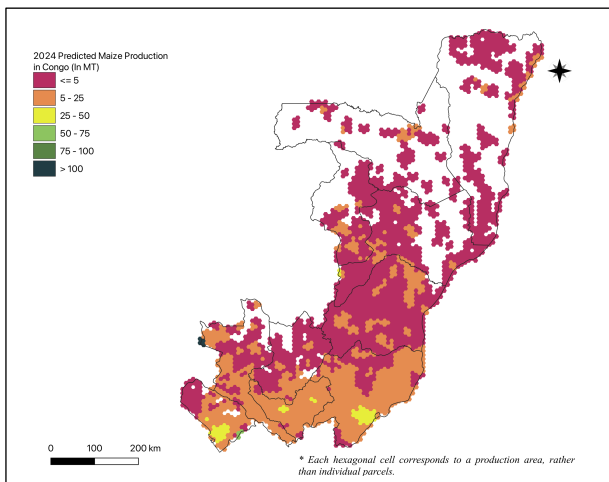 2024 Predicted Maize Production
in Congo (In MT)
<= 5
5 - 25
25 - 50
50 - 75
75 - 100
> 100
0 100 200 km
* Each hexagonal cell corresponds to a production area, rather
than individual parcels.